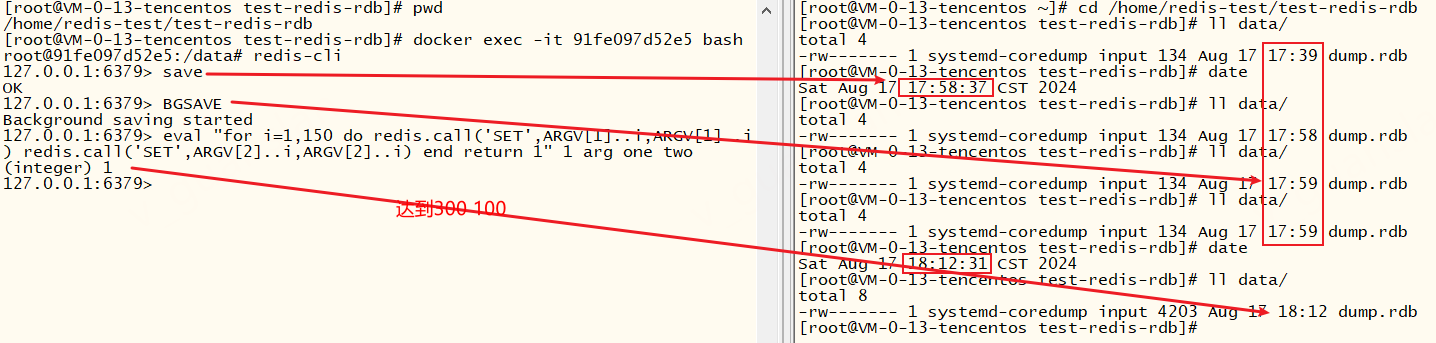 [root@VM-0-13-tencentos test-redis-rdb]# pwd
/home/redis-test/test-redis-rdb
[root@VM-0-13-tencentos test-redis-rdb]# docker exec -it 91fe097d52e5 bash
root@91fe097d52e5:/data# redis-cli
127.0.0.1:6379> save
OK
127.0.0.1:6379> BGSAVE
Background saving started
127.0.0.1:6379> eval "for i=1,150 do redis.call('SET',ARGV[1]..i,ARGV[1]..i
) redis.call('SET',ARGV[2]..i,ARGV[2]..i) end return 1" 1 arg one two
(integer) 1
127.0.0.1:6379>
达到300 100
[root@VM-0-13-tencentos ~]# cd /home/redis-test/test-redis-rdb
[root@VM-0-13-tencentos test-redis-rdb]# ll data/
total 4
-rw------- 1 systemd-coredump input 134 Aug 17 17:39 dump.rdb
[root@VM-0-13-tencentos test-redis-rdb]# date
Sat Aug 17 17:58:37 CST 2024
[root@VM-0-13-tencentos test-redis-rdb]# ll data/
total 4
-rw------- 1 systemd-coredump input 134 Aug 17 17:58 dump.rdb
[root@VM-0-13-tencentos test-redis-rdb]# ll data/
total 4
-rw------- 1 systemd-coredump input 134 Aug 17 17:59 dump.rdb
[root@VM-0-13-tencentos test-redis-rdb]# ll data/
total 4
-rw------- 1 systemd-coredump input 134 Aug 17 17:59 dump.rdb
[root@VM-0-13-tencentos test-redis-rdb]# date
Sat Aug 17 18:12:31 CST 2024
[root@VM-0-13-tencentos test-redis-rdb]# ll data/
total 8
-rw------- 1 systemd-coredump input 4203 Aug 17 18:12 dump.rdb
[root@VM-0-13-tencentos test-redis-rdb]#